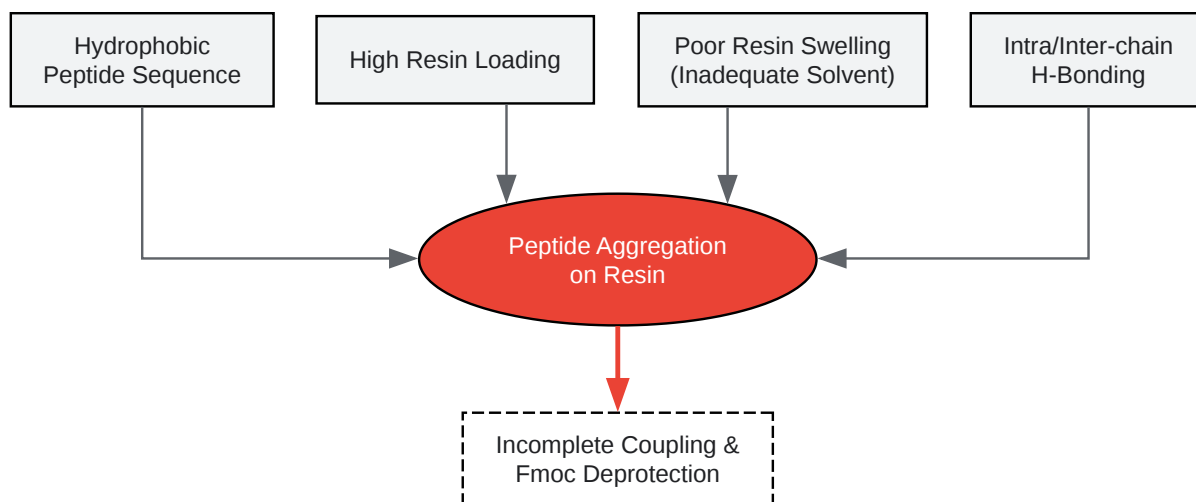 Hydrophobic
Peptide Sequence
High Resin Loading
Poor Resin Swelling
(Inadequate Solvent)
Intra/Inter-chain
H-Bonding
Peptide Aggregation
on Resin
Incomplete Coupling &
Fmoc Deprotection